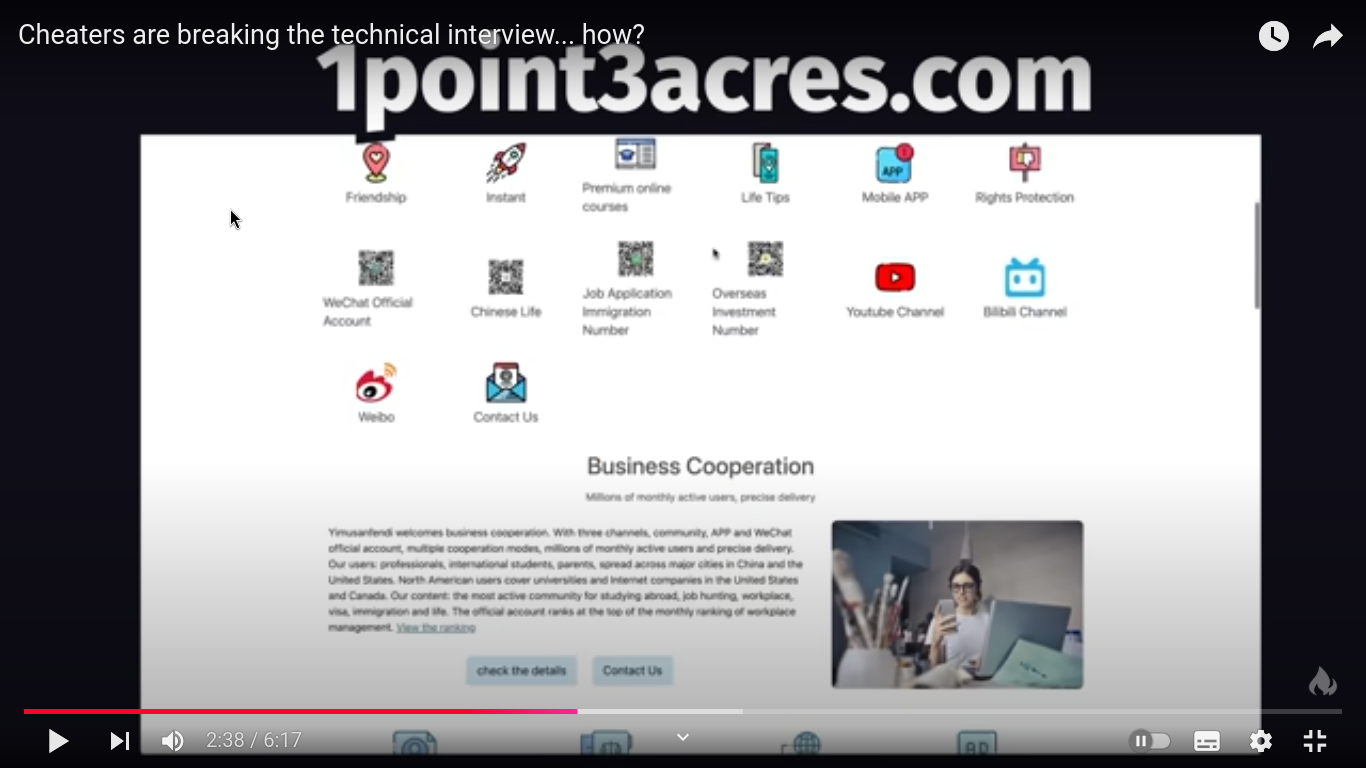 Cheaters are breaking the technical interview... how?
1point3acres.com
Friendship
Instant
Premium online
courses
Life Tips
Mobile APP
Rights Protection
WeChat Official
Account
Chinese Life
Job Application
Immigration
Number
Overseas
Investment
Number
Youtube Channel
Bilibili Channel
Weibo
Contact Us
Business Cooperation
Millions of monthly active users, precise delivery
Yimusanfendi welcomes business cooperation. With three channels, community, APP and WeChat
official account, multiple cooperation modes, millions of monthly active users and precise delivery.
Our users: professionals, international students, parents, spread across major cities in China and the
United States. North American users cover universities and Internet companies in the United States
and Canada. Our content: the most active community for studying abroad, job hunting, workplace,
visa, immigration and life. The official account ranks at the top of the monthly ranking of workplace
management. View the ranking
check the details
Contact Us
2:38 / 6:17